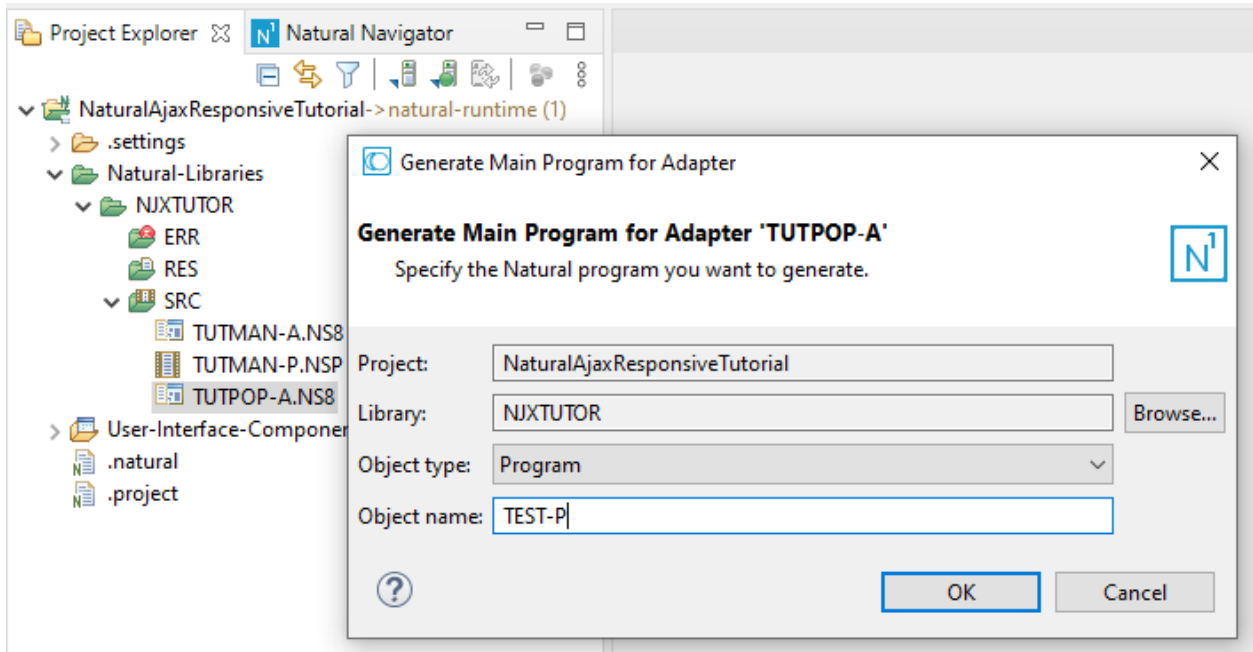 Project Explorer Natural Navigator
NaturalAjaxResponsiveTutorial->natural-runtime (1)
.settings
Natural-Libraries
NJXTUTOR
ERR
RES
SRC
TUTMAN-A.NS8
TUTMAN-P.NSP
TUTPOP-A.NS8
User-Interface-Componer
.natural
.project
Generate Main Program for Adapter
Generate Main Program for Adapter 'TUTPOP-A'
Specify the Natural program you want to generate.
N1
Project: NaturalAjaxResponsiveTutorial
Library: NJXTUTOR Browse...
Object type: Program
Object name: TEST-P
? OK Cancel